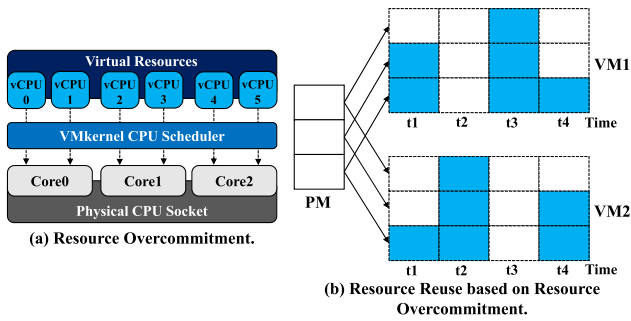 Virtual Resources
vCPU vCPU vCPU vCPU vCPU vCPU
0 1 2 3 4 5
VMkernel CPU Scheduler
Core0 Core1 Core2
Physical CPU Socket
(a) Resource Overcommitment.
PM
VM1
t1 t2 t3 t4 Time
VM2
t1 t2 t3 t4 Time
(b) Resource Reuse based on Resource
Overcommitment.